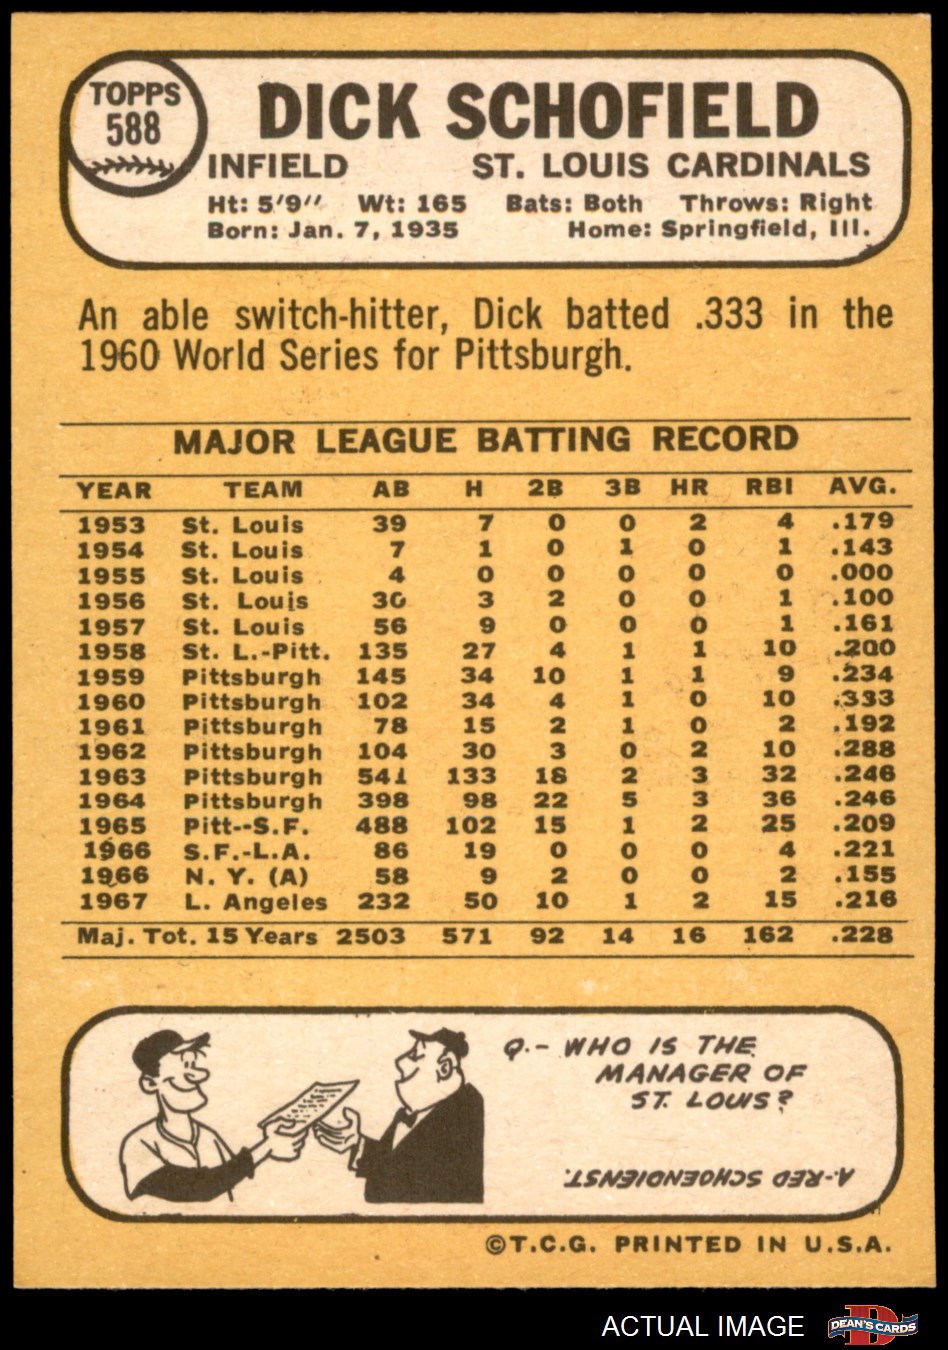 TOPPS
588
DICK SCHOFIELD
INFIELD ST. LOUIS CARDINALS
Ht: 5'9" Wt: 165 Bats: Both Throws: Right
Born: Jan. 7, 1935 Home: Springfield, Ill.
An able switch-hitter, Dick batted .333 in the
1960 World Series for Pittsburgh.
MAJOR LEAGUE BATTING RECORD
YEAR TEAM AB H 2B 3B HR RBI AVG.
1953 St. Louis 39 7 0 0 2 4 .179
1954 St. Louis 7 1 0 1 0 1 .143
1955 St. Louis 4 0 0 0 0 0 .000
1956 St. Louis 30 3 2 0 0 1 .100
1957 St. Louis 56 9 0 0 0 1 .161
1958 St. L.-Pitt. 135 27 4 1 1 10 .200
1959 Pittsburgh 145 34 10 1 1 9 .234
1960 Pittsburgh 102 34 4 1 0 10 .333
1961 Pittsburgh 78 15 2 1 0 2 .192
1962 Pittsburgh 104 30 3 0 2 10 .288
1963 Pittsburgh 541 133 18 2 3 32 .246
1964 Pittsburgh 398 98 22 5 3 36 .246
1965 Pitt--S.F. 488 102 15 1 2 25 .209
1966 S.F.-L.A. 86 19 0 0 0 4 .221
1966 N. Y. (A) 58 9 2 0 0 2 .155
1967 L. Angeles 232 50 10 1 2 15 .216
Maj. Tot. 15 Years 2503 571 92 14 16 162 .228
Q.- WHO IS THE
MANAGER OF
ST. LOUIS?
A-RED SCHOENDIENST.
©T.C.G. PRINTED IN U.S.A.
ACTUAL IMAGE
DEAN'S CARDS